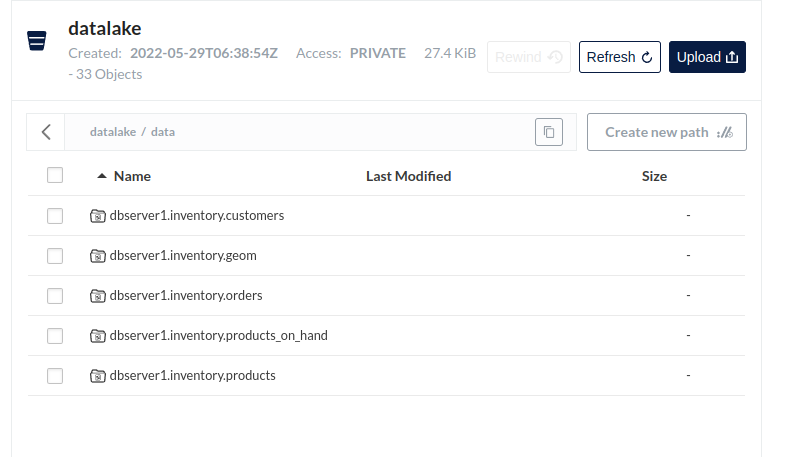 datalake
Created: 2022-05-29T06:38:54Z Access: PRIVATE 27.4 KiB
- 33 Objects
Rewind Refresh Upload
datalake / data
Create new path
Name Last Modified Size
dbserver1.inventory.customers -
dbserver1.inventory.geom -
dbserver1.inventory.orders -
dbserver1.inventory.products_on_hand -
dbserver1.inventory.products -